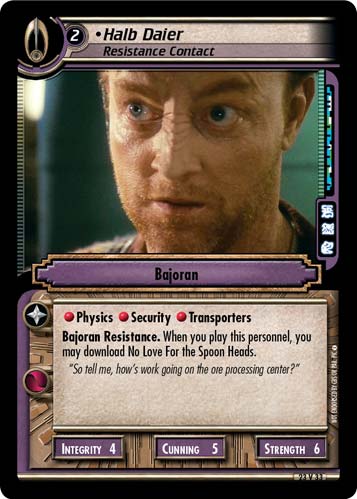 2 •Halb Daier
Resistance Contact
Bajoran
Physics Security Transporters
Bajoran Resistance. When you play this personnel, you
may download No Love For the Spoon Heads.
"So tell me, how's work going on the ore processing center?"
INTEGRITY 4 CUNNING 5 STRENGTH 6
23 V 33